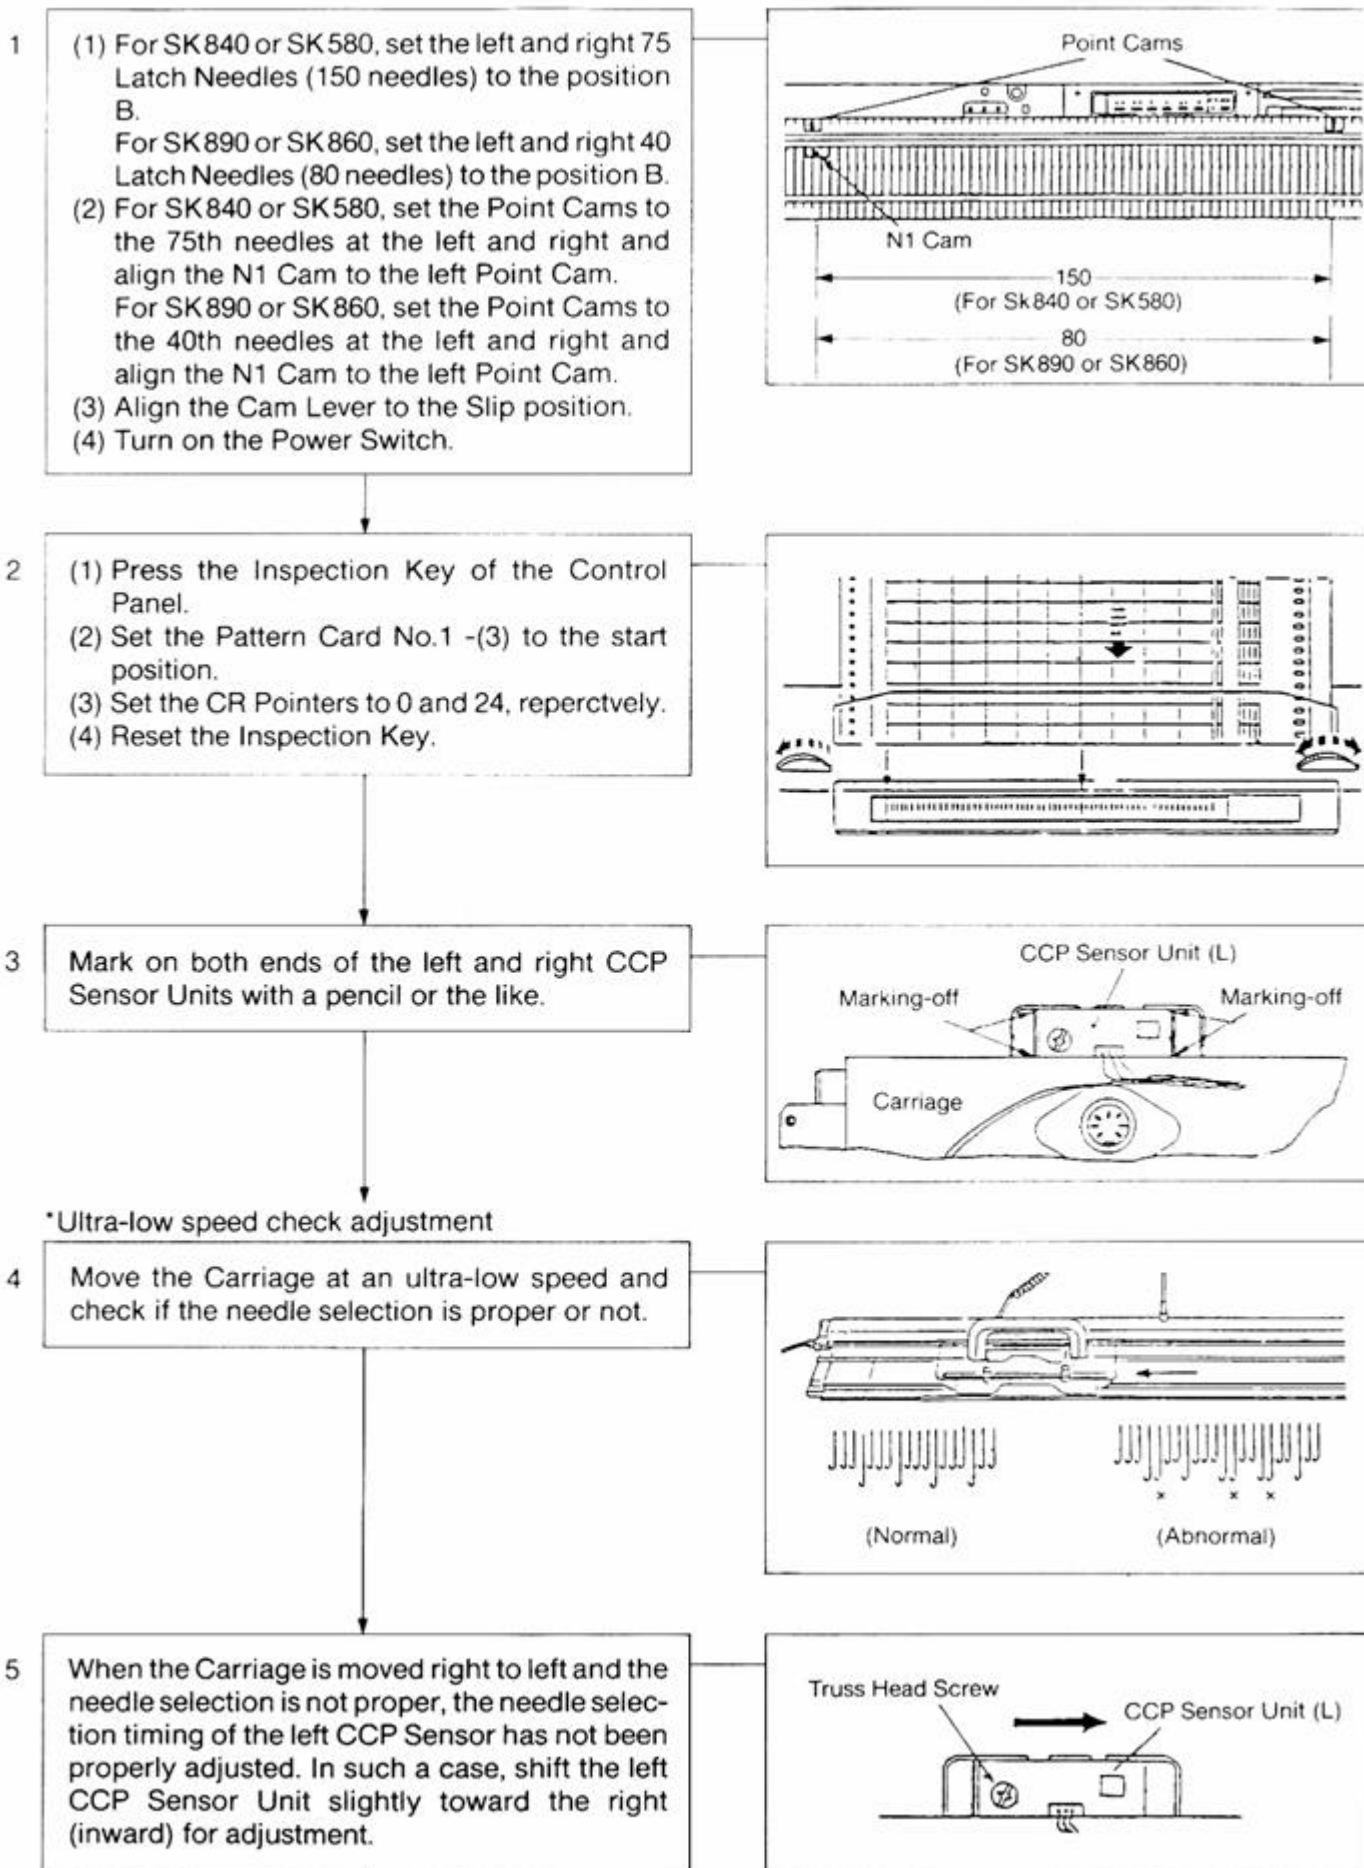 1
(1) For SK840 or SK580, set the left and right 75
Latch Needles (150 needles) to the position
B.
For SK890 or SK860, set the left and right 40
Latch Needles (80 needles) to the position B.
(2) For SK840 or SK580, set the Point Cams to
the 75th needles at the left and right and
align the N1 Cam to the left Point Cam.
For SK890 or SK860, set the Point Cams to
the 40th needles at the left and right and
align the N1 Cam to the left Point Cam.
(3) Align the Cam Lever to the Slip position.
(4) Turn on the Power Switch.
Point Cams
N1 Cam
150
(For Sk840 or SK580)
80
(For SK890 or SK860)
2
(1) Press the Inspection Key of the Control
Panel.
(2) Set the Pattern Card No.1 -(3) to the start
position.
(3) Set the CR Pointers to 0 and 24, reperctvely.
(4) Reset the Inspection Key.
3
Mark on both ends of the left and right CCP
Sensor Units with a pencil or the like.
CCP Sensor Unit (L)
Marking-off
Marking-off
Carriage
*Ultra-low speed check adjustment
4
Move the Carriage at an ultra-low speed and
check if the needle selection is proper or not.
× × ×
(Normal)
(Abnormal)
5
When the Carriage is moved right to left and the
needle selection is not proper, the needle selec-
tion timing of the left CCP Sensor has not been
properly adjusted. In such a case, shift the left
CCP Sensor Unit slightly toward the right
(inward) for adjustment.
Truss Head Screw
CCP Sensor Unit (L)